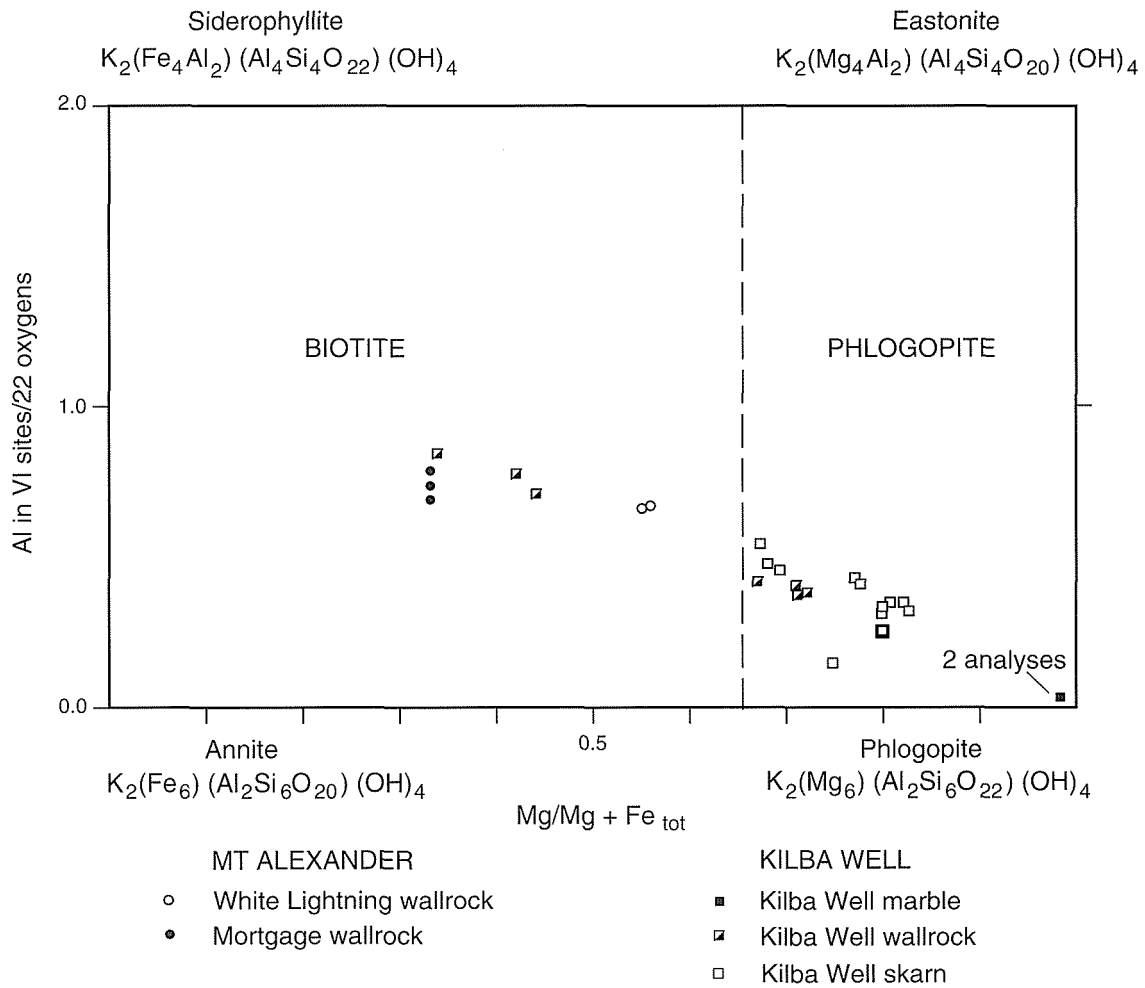 Siderophyllite
K2(Fe4Al2) (Al4Si4O22) (OH)4
Eastonite
K2(Mg4Al2) (Al4Si4O20) (OH)4
2.0
BIOTITE
PHLOGOPITE
1.0
Al in VI sites/22 oxygens
2 analyses
0.0
0.5
Annite
K2(Fe6) (Al2Si6O20) (OH)4
Phlogopite
K2(Mg6) (Al2Si6O22) (OH)4
Mg/Mg + Fe tot
MT ALEXANDER
White Lightning wallrock
Mortgage wallrock
KILBA WELL
Kilba Well marble
Kilba Well wallrock
Kilba Well skarn